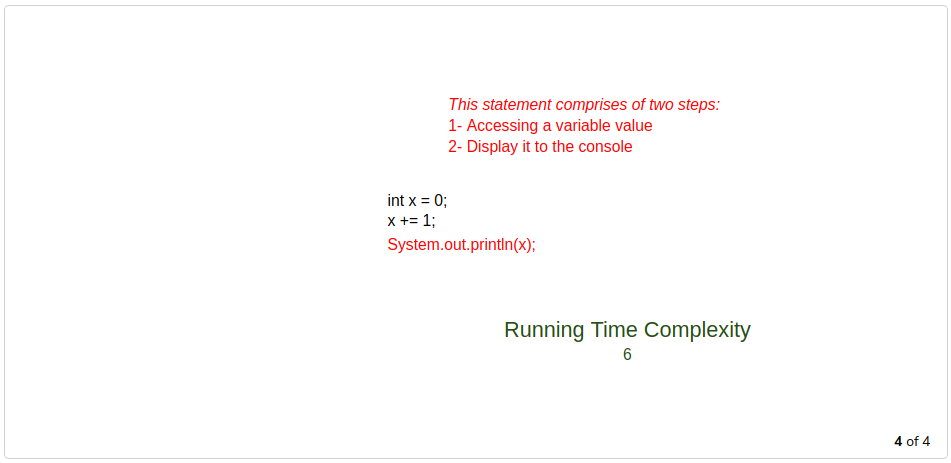 This statement comprises of two steps:
1- Accessing a variable value
2- Display it to the console
int x = 0;
x += 1;
System.out.println(x);
Running Time Complexity
6
4 of 4